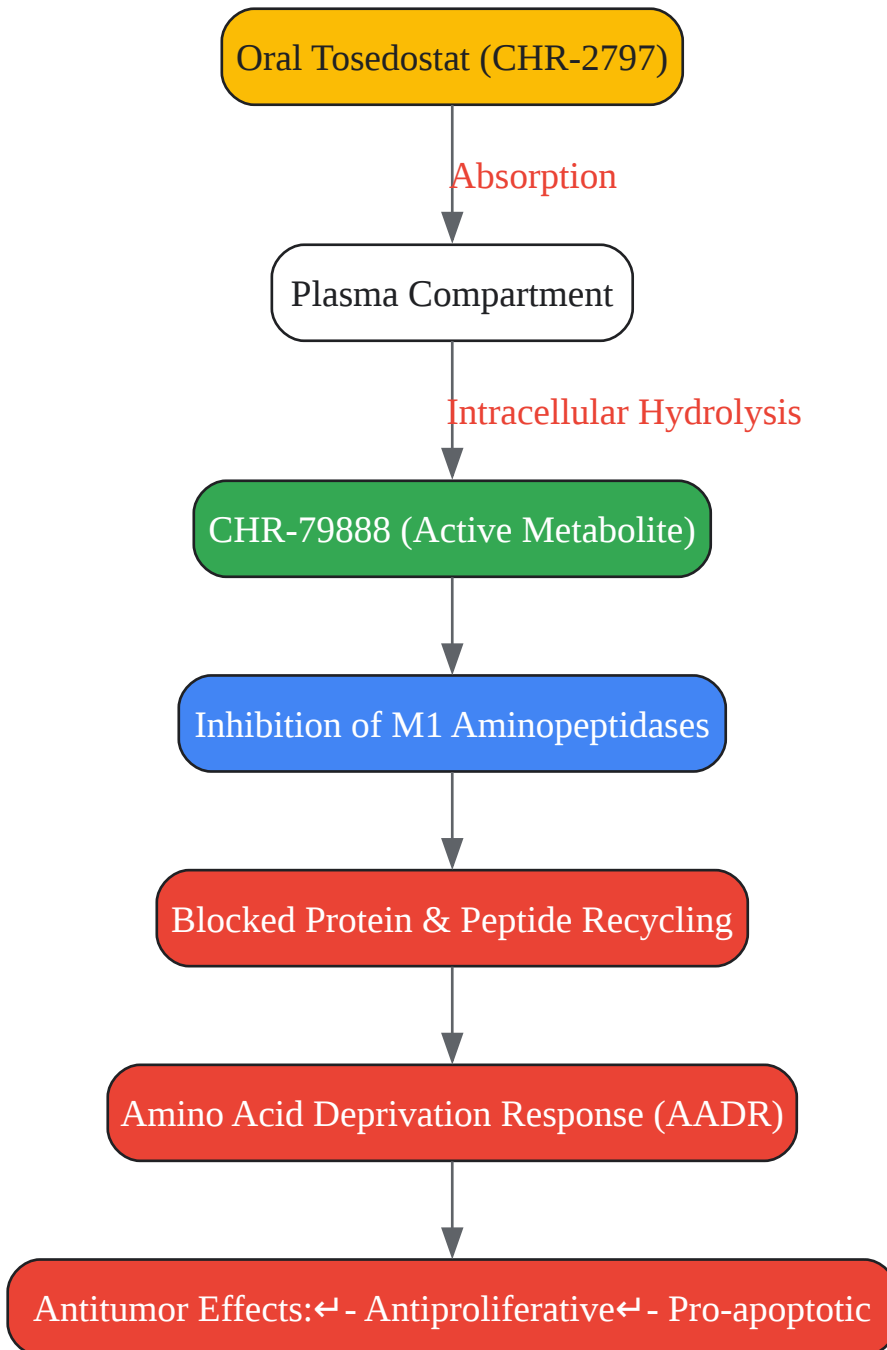 Oral Tosedostat (CHR-2797)
Absorption
Plasma Compartment
Intracellular Hydrolysis
CHR-79888 (Active Metabolite)
Inhibition of M1 Aminopeptidases
Blocked Protein & Peptide Recycling
Amino Acid Deprivation Response (AADR)
Antitumor Effects:↵- Antiproliferative↵- Pro-apoptotic